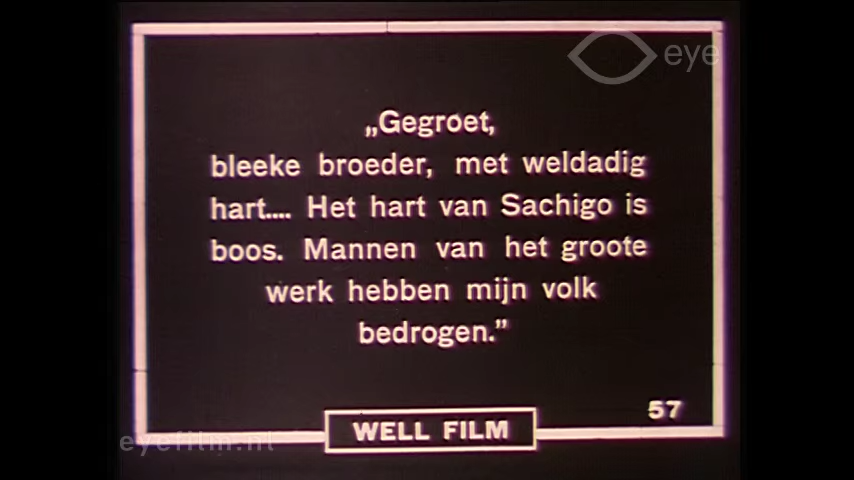 eye
„Gegroet,
bleeke broeder, met weldadig
hart.... Het hart van Sachigo is
boos. Mannen van het groote
werk hebben mijn volk
bedrogen.”
57
WELL FILM
eyefilm.nl